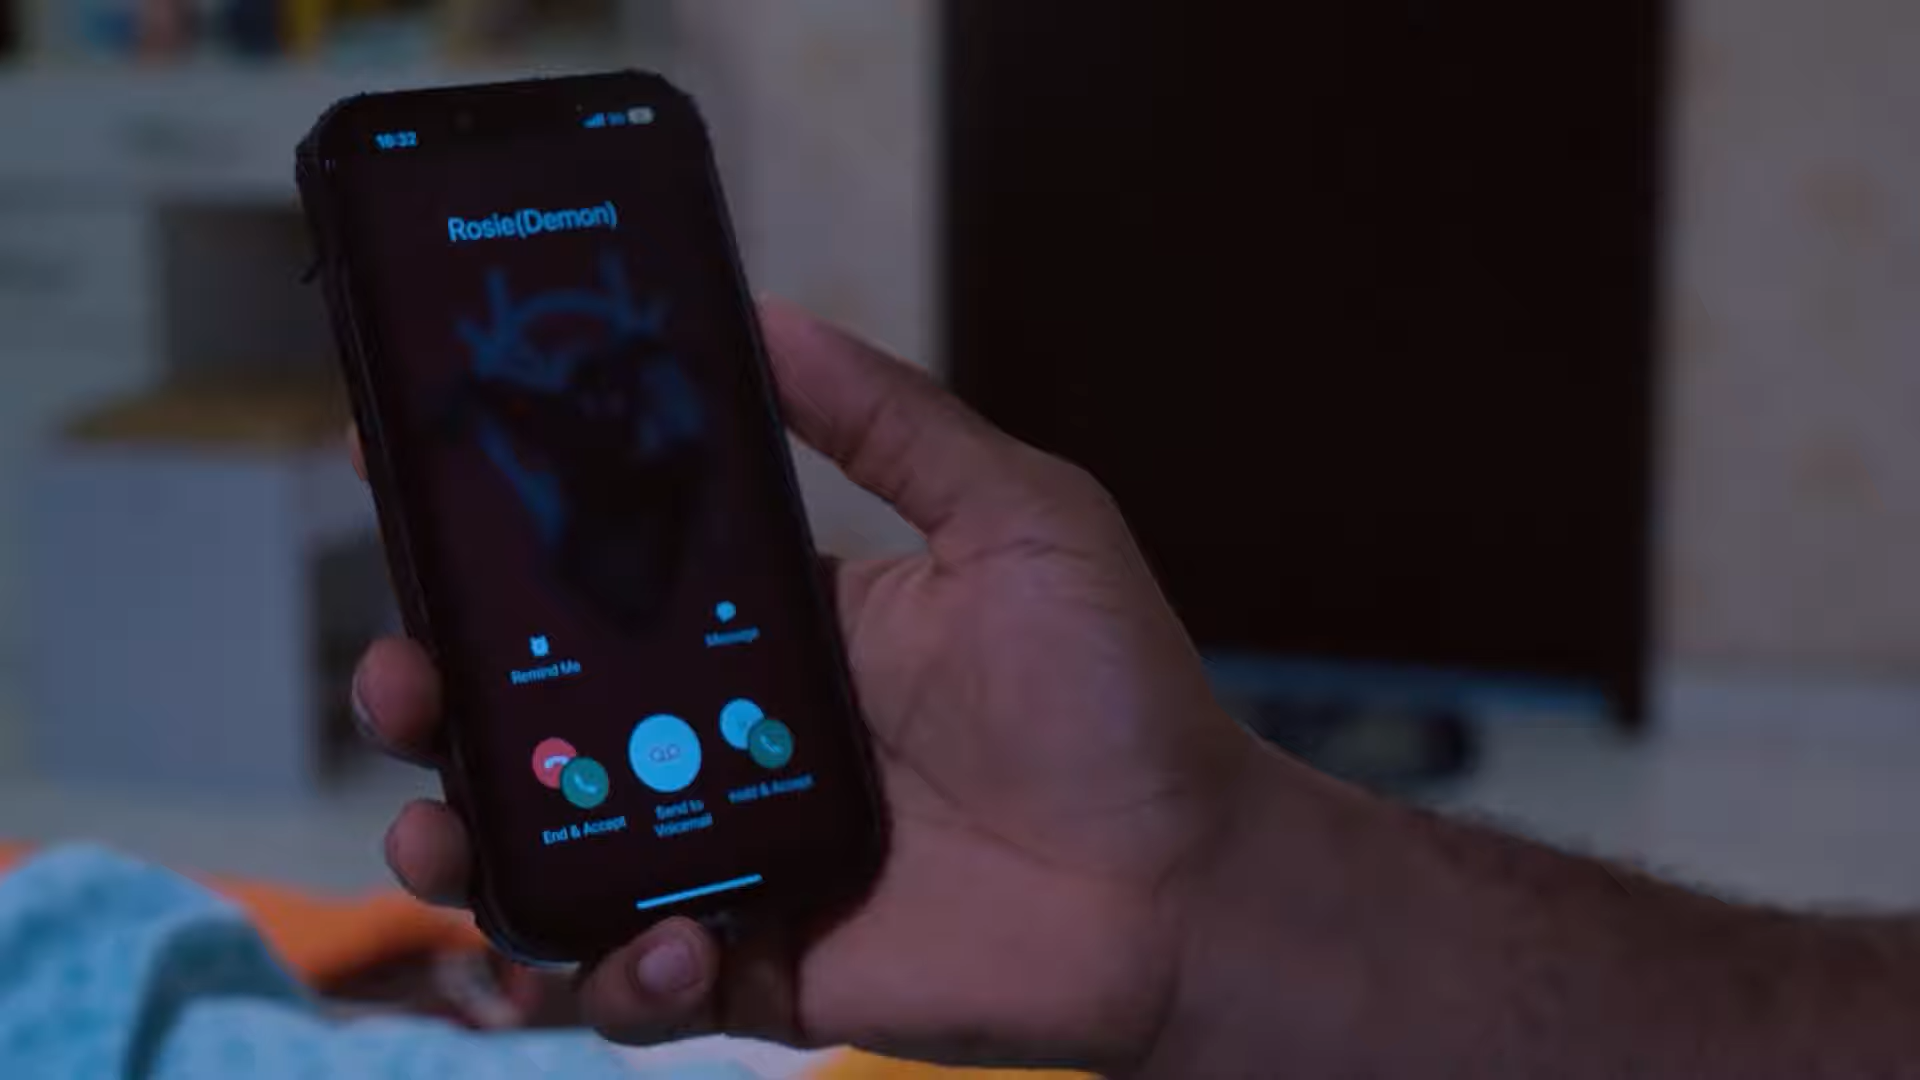 10:32
Rosie(Demon)
Remind Me
Message
End & Accept
Send to
Voicemail
Hold & Accept